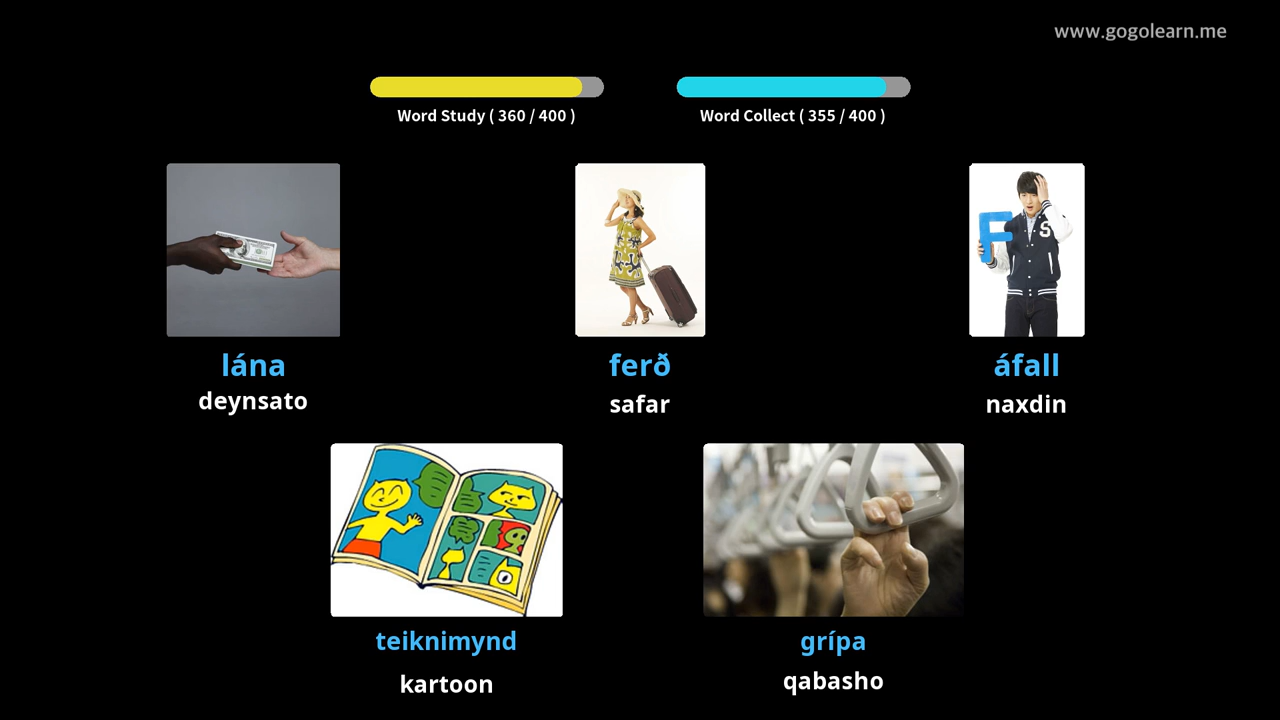 www.gogolearn.me
Word Study ( 360 / 400 )
Word Collect ( 355 / 400 )
F
S
lána
deynsato
ferð
safar
áfall
naxdin
teiknimynd
kartoon
grípa
qabasho